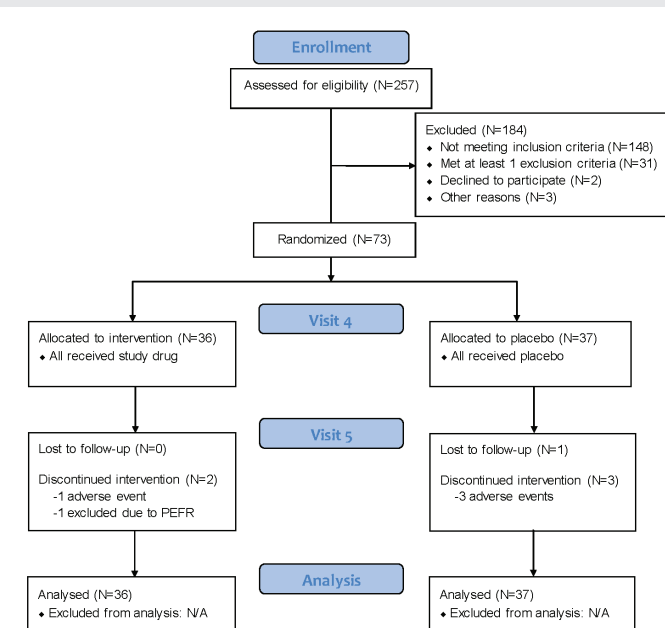 Enrollment
Assessed for eligibility (N=257)
Excluded (N=184)
⬥ Not meeting inclusion criteria (N=148)
⬥ Met at least 1 exclusion criteria (N=31)
⬥ Declined to participate (N=2)
⬥ Other reasons (N=3)
Randomized (N=73)
Visit 4
Allocated to intervention (N=36)
⬥ All received study drug
Allocated to placebo (N=37)
⬥ All received placebo
Visit 5
Lost to follow-up (N=0)
Discontinued intervention (N=2)
-1 adverse event
-1 excluded due to PEFR
Lost to follow-up (N=1)
Discontinued intervention (N=3)
-3 adverse events
Analysis
Analysed (N=36)
⬥ Excluded from analysis: N/A
Analysed (N=37)
⬥ Excluded from analysis: N/A